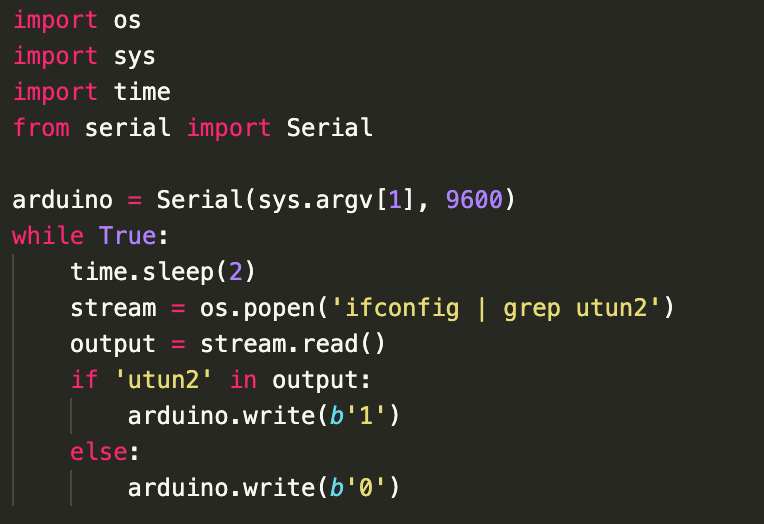 import os
import sys
import time
from serial import Serial

arduino = Serial(sys.argv[1], 9600)
while True:
    time.sleep(2)
    stream = os.popen('ifconfig | grep utun2')
    output = stream.read()
    if 'utun2' in output:
        arduino.write(b'1')
    else:
        arduino.write(b'0')